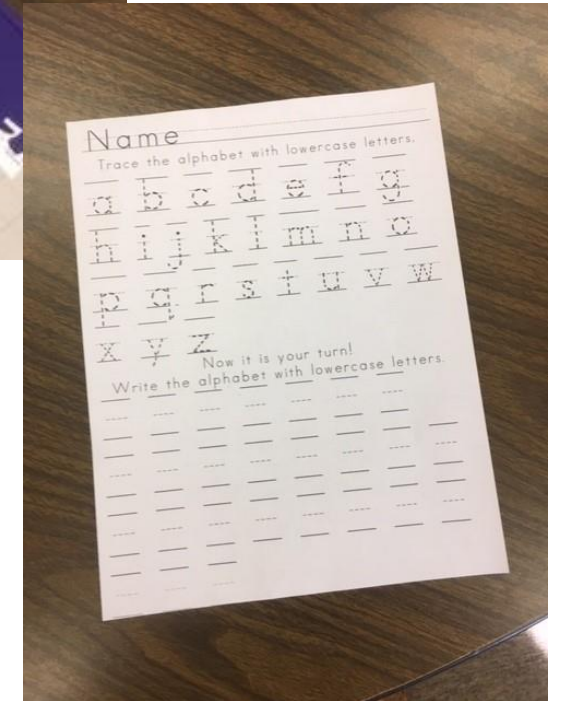 Name
Trace the alphabet with lowercase letters.
a b c d e f g
h i j k l m n o
p q r s t u v w
x y z
Now it is your turn!
Write the alphabet with lowercase letters.